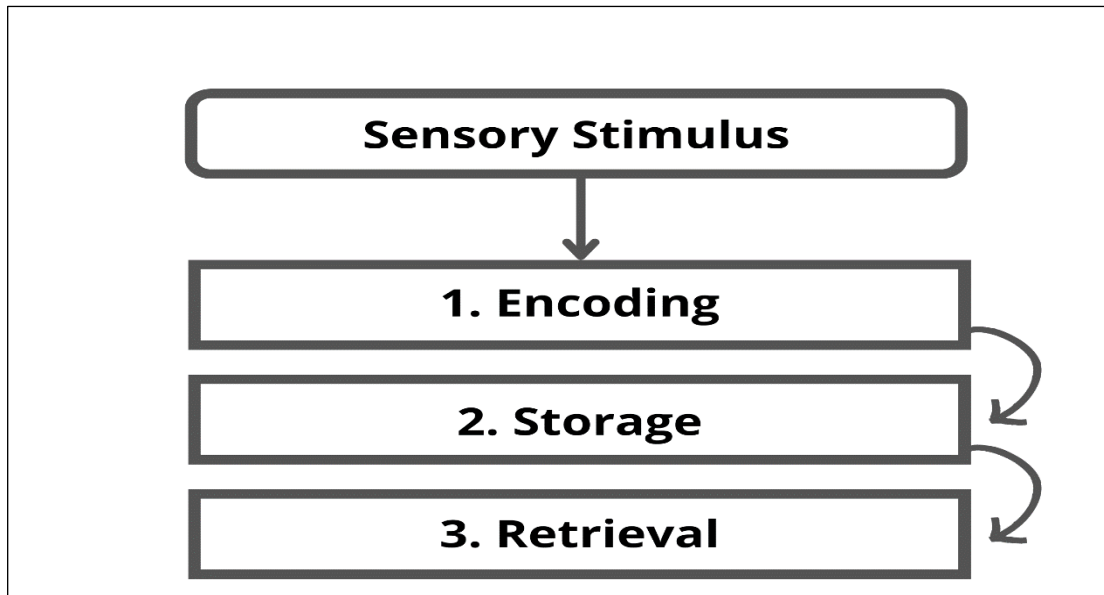 Sensory Stimulus
1. Encoding
2. Storage
3. Retrieval